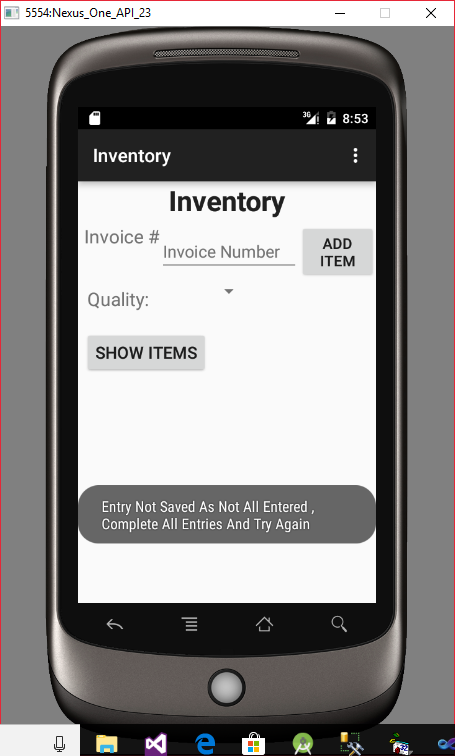 5554:Nexus_One_API_23
3G 8:53
Inventory
Inventory
Invoice #
Invoice Number
ADD
ITEM
Quality:
SHOW ITEMS
Entry Not Saved As Not All Entered ,
Complete All Entries And Try Again